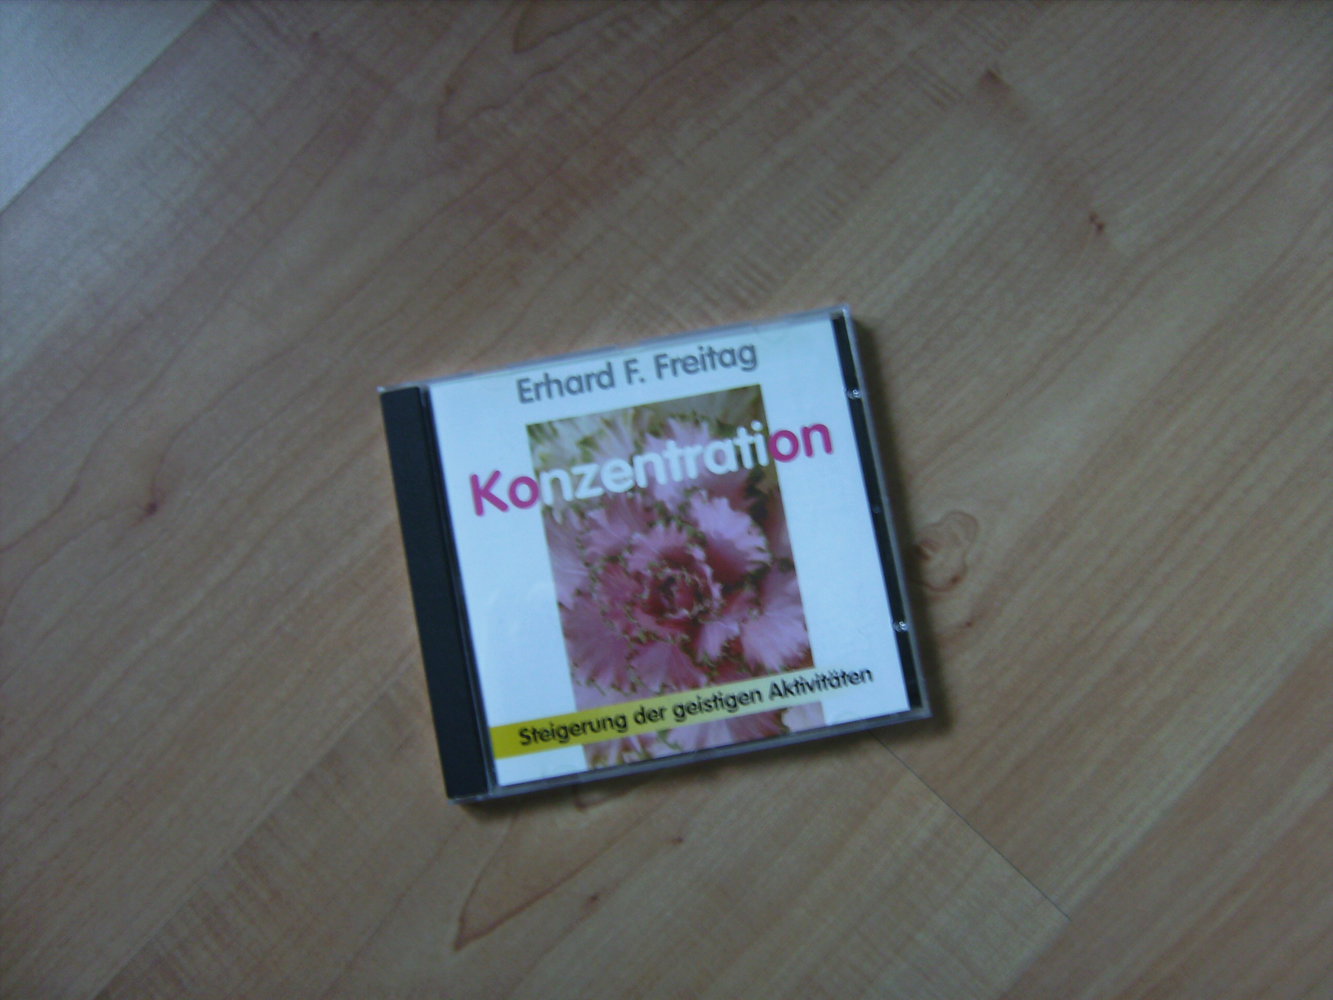 Erhard F. Freitag
Konzentration
Steigerung der geistigen Aktivitäten